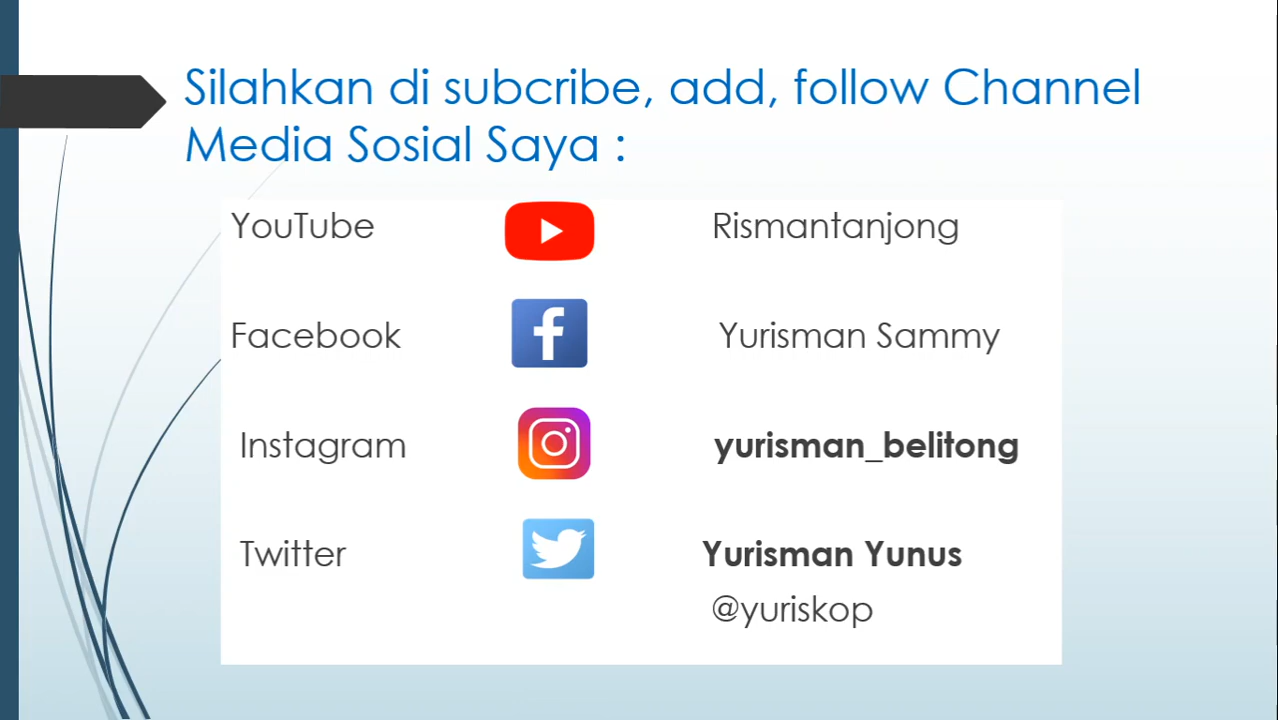 Silahkan di subcribe, add, follow Channel
Media Sosial Saya :
YouTube Rismantanjong
Facebook Yurisman Sammy
Instagram yurisman_belitong
Twitter Yurisman Yunus
@yuriskop